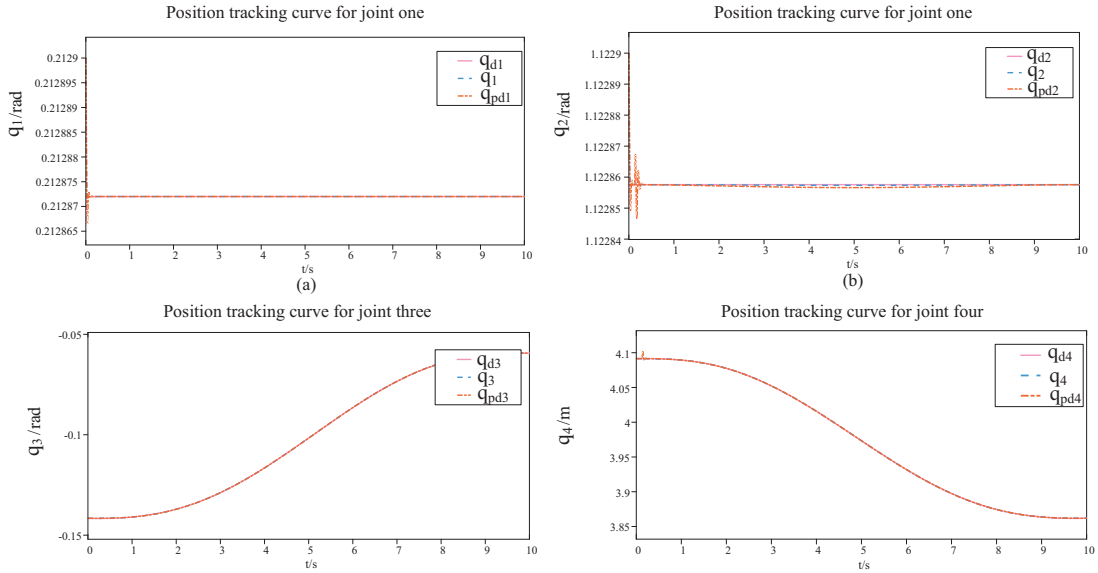 Position tracking curve for joint one
0.2129
0.212895
0.21289
0.212885
0.21288
0.212875
0.21287
0.212865
q1/rad
qd1
q1
qpd1
0 1 2 3 4 5 6 7 8 9 10
t/s
(a)
Position tracking curve for joint one
1.1229
1.12289
1.12288
1.12287
1.12286
1.12285
1.12284
q2/rad
qd2
q2
qpd2
0 1 2 3 4 5 6 7 8 9 10
t/s
(b)
Position tracking curve for joint three
-0.05
-0.1
-0.15
q3/rad
qd3
q3
qpd3
0 1 2 3 4 5 6 7 8 9 10
t/s
Position tracking curve for joint four
4.1
4.05
4
3.95
3.9
3.85
q4/m
qd4
q4
qpd4
0 1 2 3 4 5 6 7 8 9 10
t/s